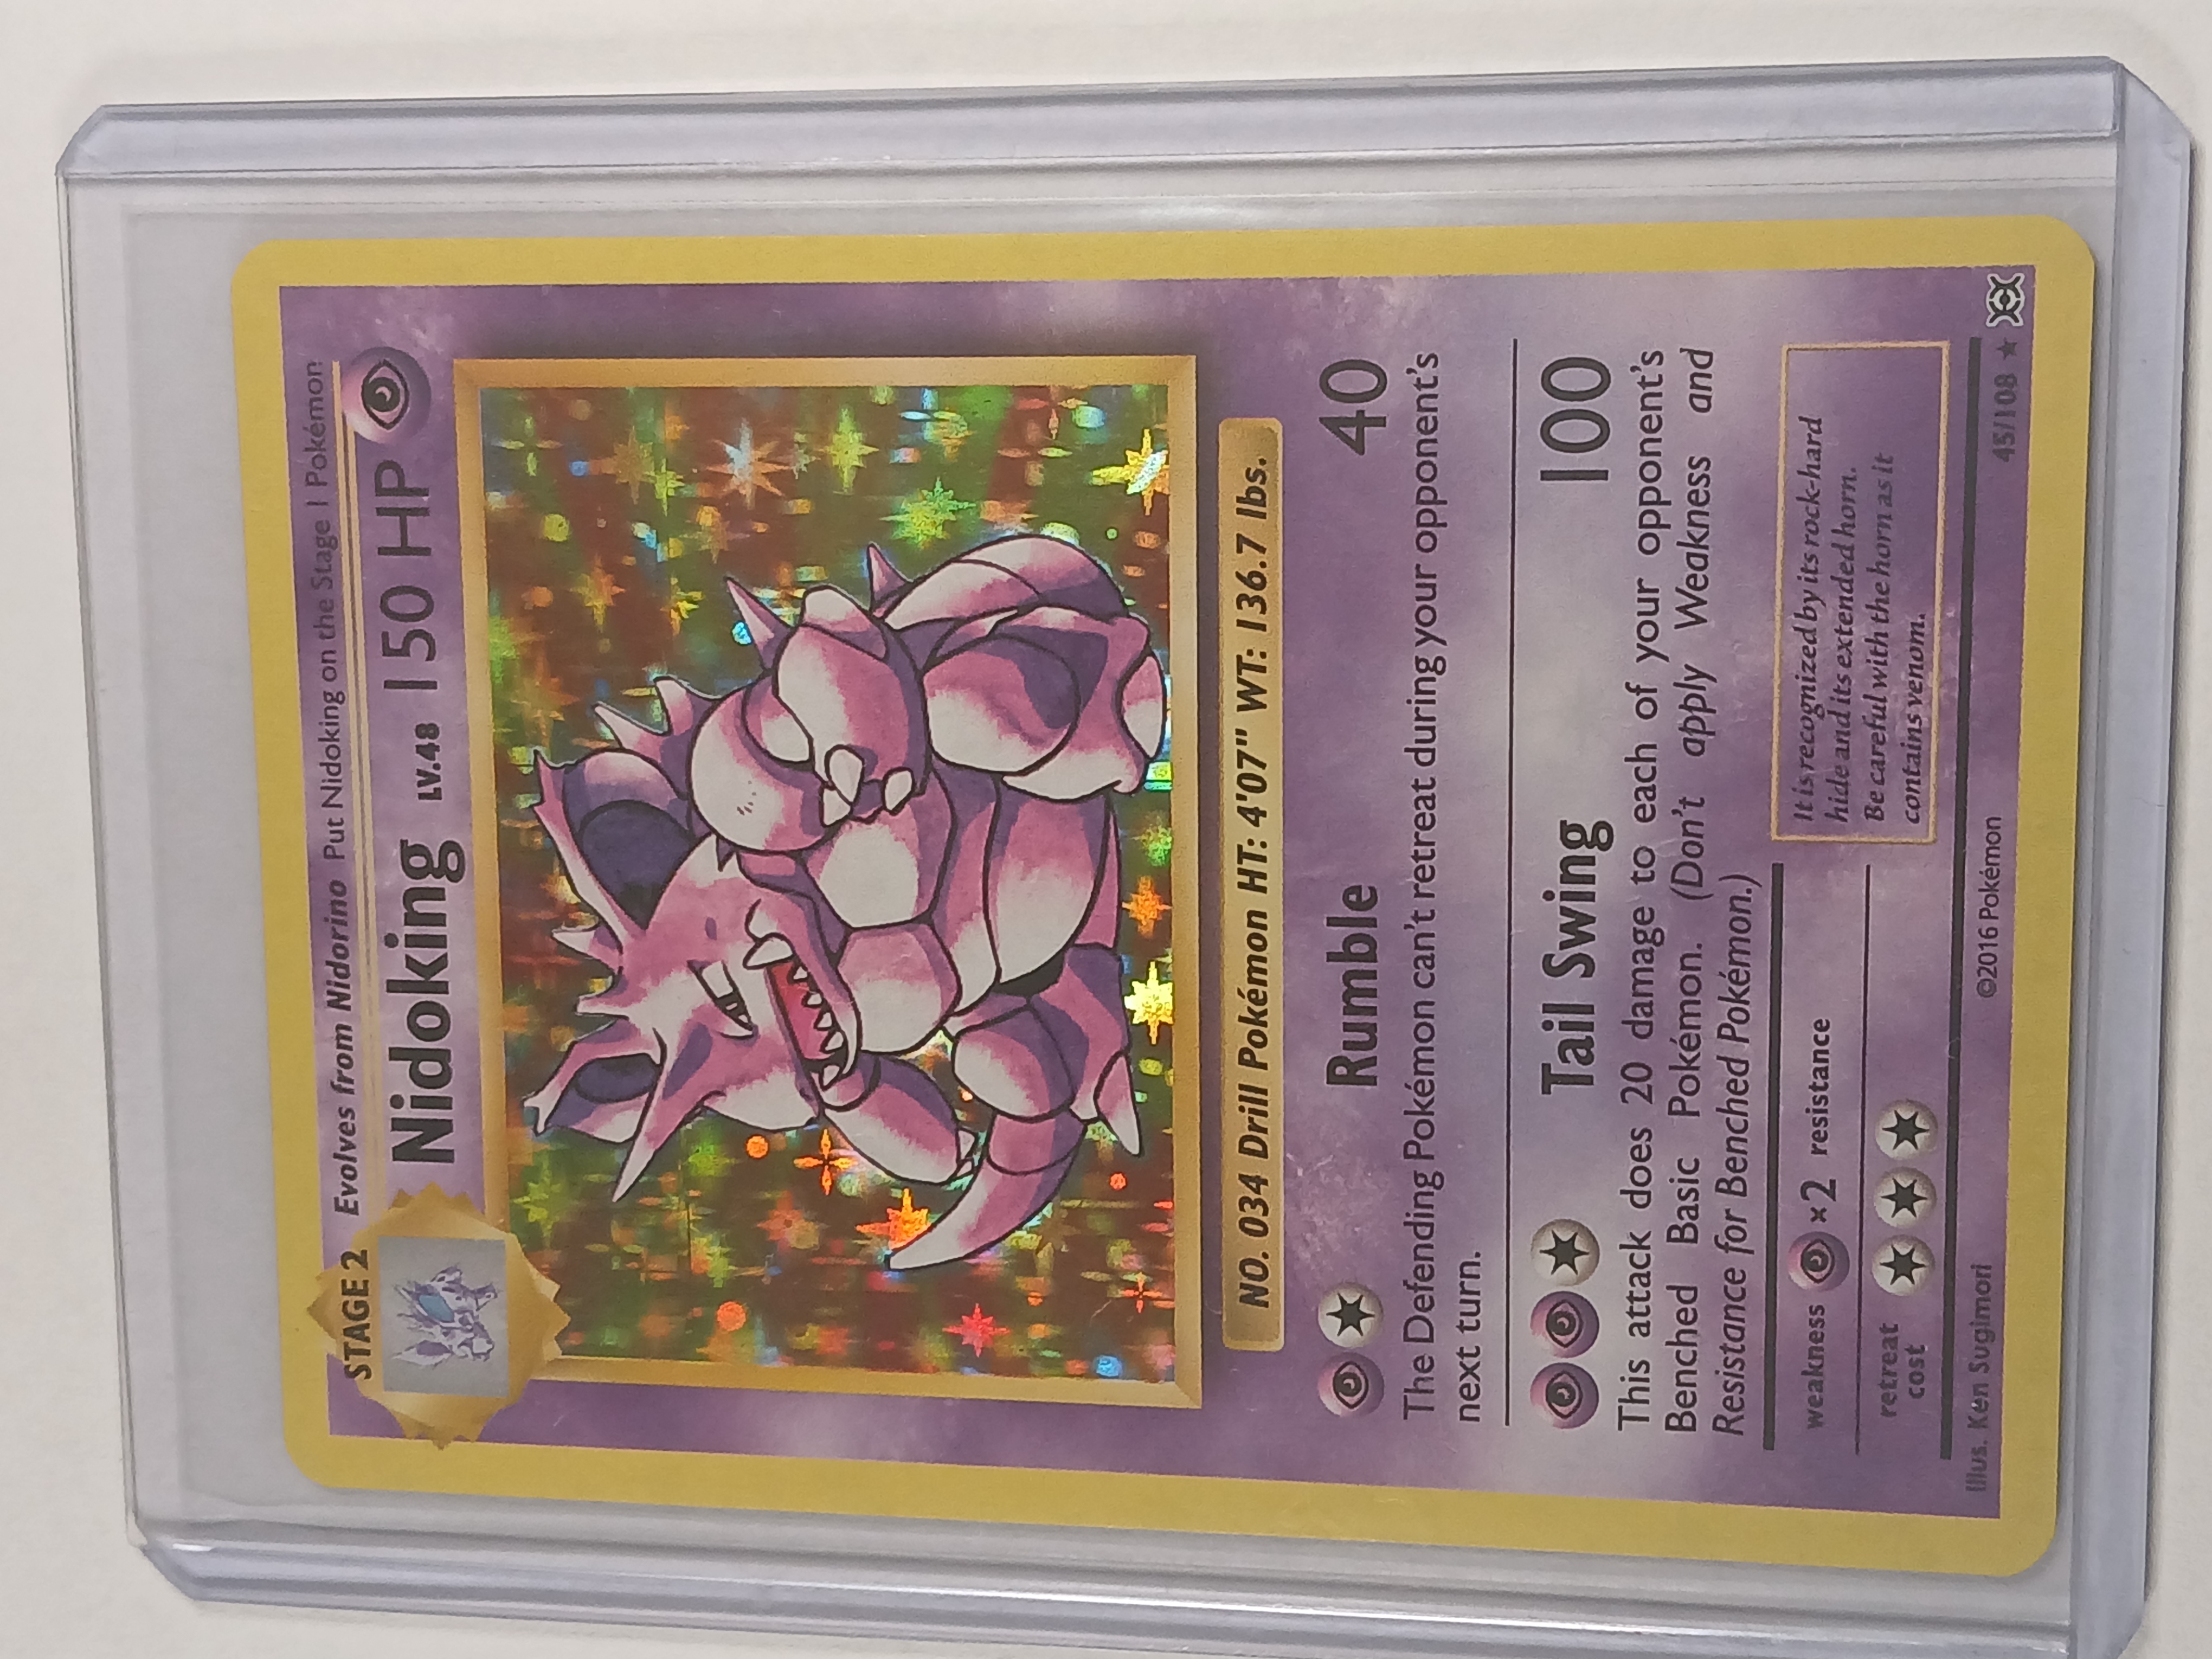 STAGE 2 Evolves from Nidorino Put Nidoking on the Stage 1 Pokémon
Nidoking LV.48 150 HP
NO. 034 Drill Pokémon HT: 4'07" WT: 136.7 lbs.
Rumble 40
The Defending Pokémon can't retreat during your opponent's
next turn.
Tail Swing 100
This attack does 20 damage to each of your opponent's
Benched Basic Pokémon. (Don't apply Weakness and
Resistance for Benched Pokémon.)
weakness ×2 resistance
retreat
cost
It is recognized by its rock-hard
hide and its extended horn.
Be careful with the horn as it
contains venom.
Illus. Ken Sugimori ©2016 Pokémon 45/108 ★